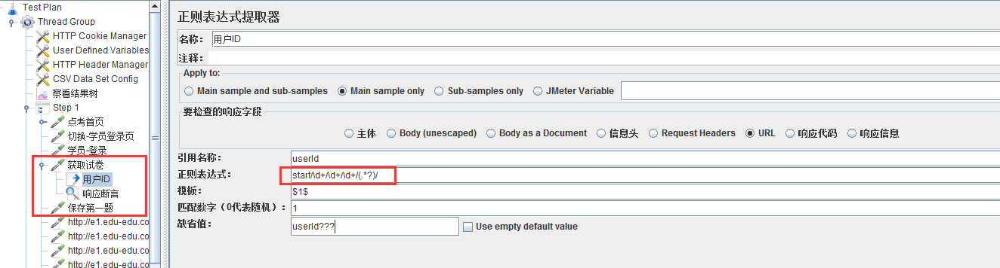 Test Plan
Thread Group
HTTP Cookie Manager
User Defined Variables
HTTP Header Manager
CSV Data Set Config
察看结果树
Step 1
点考首页
切换-学员登录页
学员-登录
获取试卷
用户ID
响应断言
保存第一题
http://e1.edu-edu.co
http://e1.edu-edu.co
http://e1.edu-edu.co
http://e1.edu-edu.co
正则表达式提取器
名称： 用户ID
注释：
Apply to:
Main sample and sub-samples Main sample only Sub-samples only JMeter Variable
要检查的响应字段
主体 Body (unescaped) Body as a Document 信息头 Request Headers URL 响应代码 响应信息
引用名称： userId
正则表达式： start/\d+/\d+/\d+/(.*?)/
模板： $1$
匹配数字（0代表随机）： 1
缺省值： userId??? Use empty default value